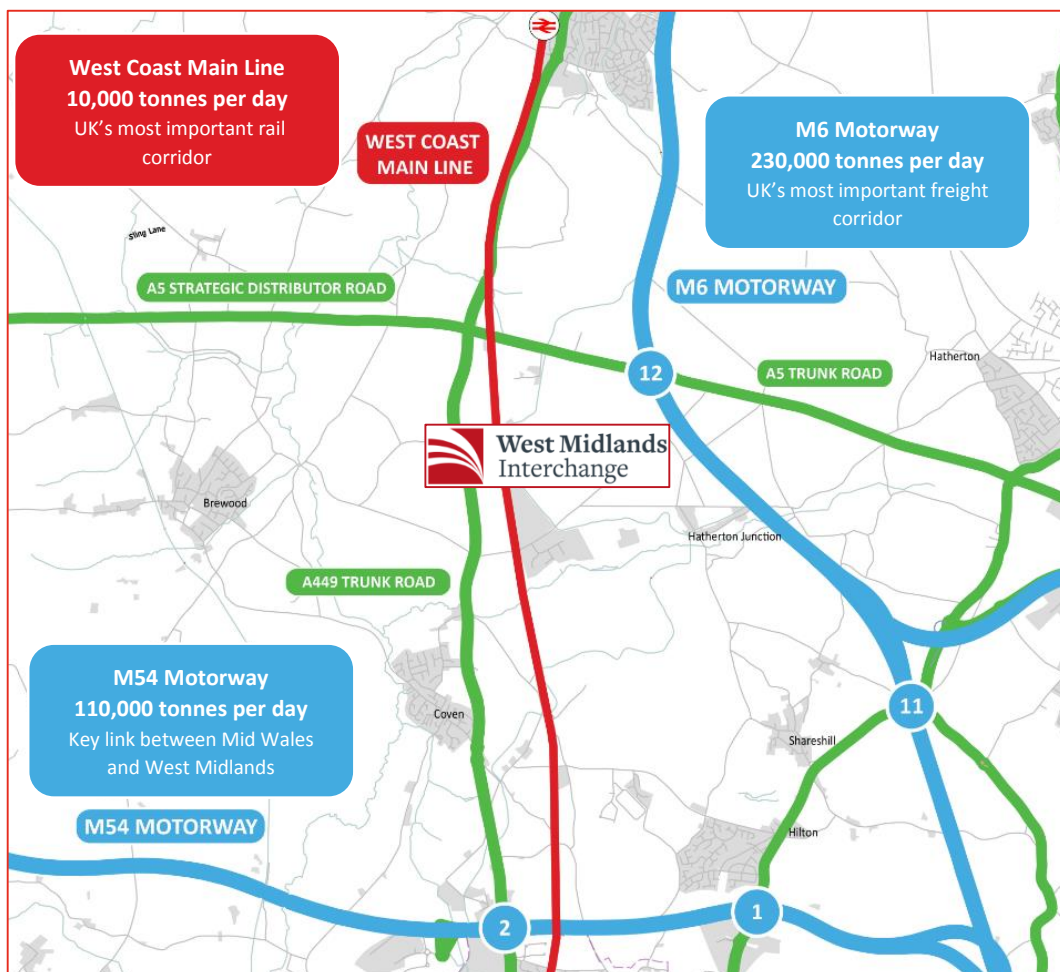 West Coast Main Line
10,000 tonnes per day
UK's most important rail
corridor
WEST COAST
MAIN LINE
M6 Motorway
230,000 tonnes per day
UK's most important freight
corridor
Sling Lane
A5 STRATEGIC DISTRIBUTOR ROAD
M6 MOTORWAY
12
A5 TRUNK ROAD
Hatherton
West Midlands
Interchange
Brewood
Hatherton Junction
A449 TRUNK ROAD
M54 Motorway
110,000 tonnes per day
Key link between Mid Wales
and West Midlands
Coven
11
Shareshill
M54 MOTORWAY
Hilton
2
1